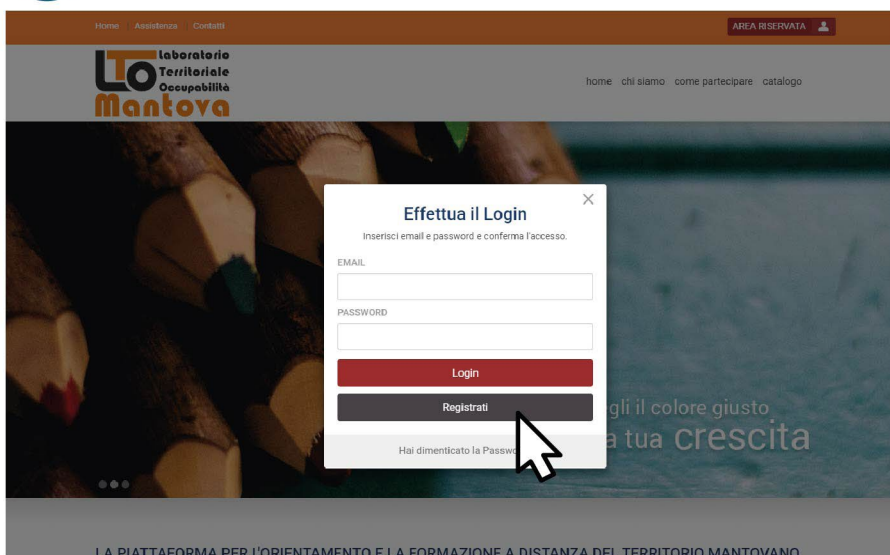 Home Assistenza Contatti
AREA RISERVATA
LTO
Laboratorio
Territoriale
Occupabilità
Mantova
home chi siamo come partecipare catalogo
Effettua il Login
Inserisci email e password e conferma l'accesso.
EMAIL
PASSWORD
Login
Registrati
Hai dimenticato la Passwo
gli il colore giusto
a tua crescita
LA PIATTAFORMA PER L'ORIENTAMENTO E LA FORMAZIONE A DISTANZA DEL TERRITORIO MANTOVANO